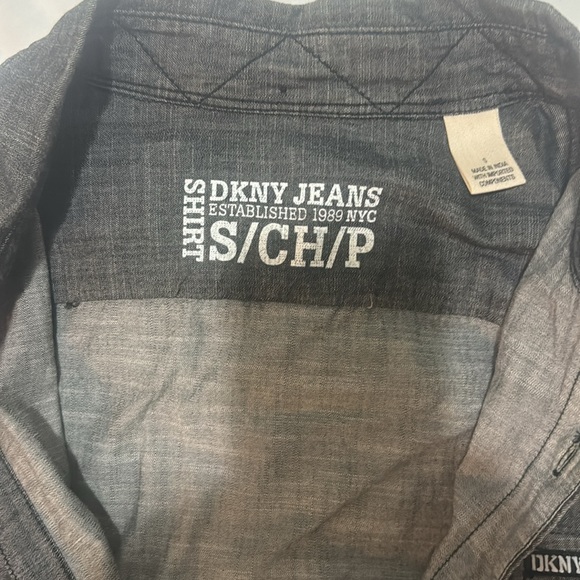 SHIRT
DKNY JEANS
ESTABLISHED 1989 NYC
S/CH/P
S
MADE IN INDIA
WITH IMPORTED
COMPONENTS
DKNY